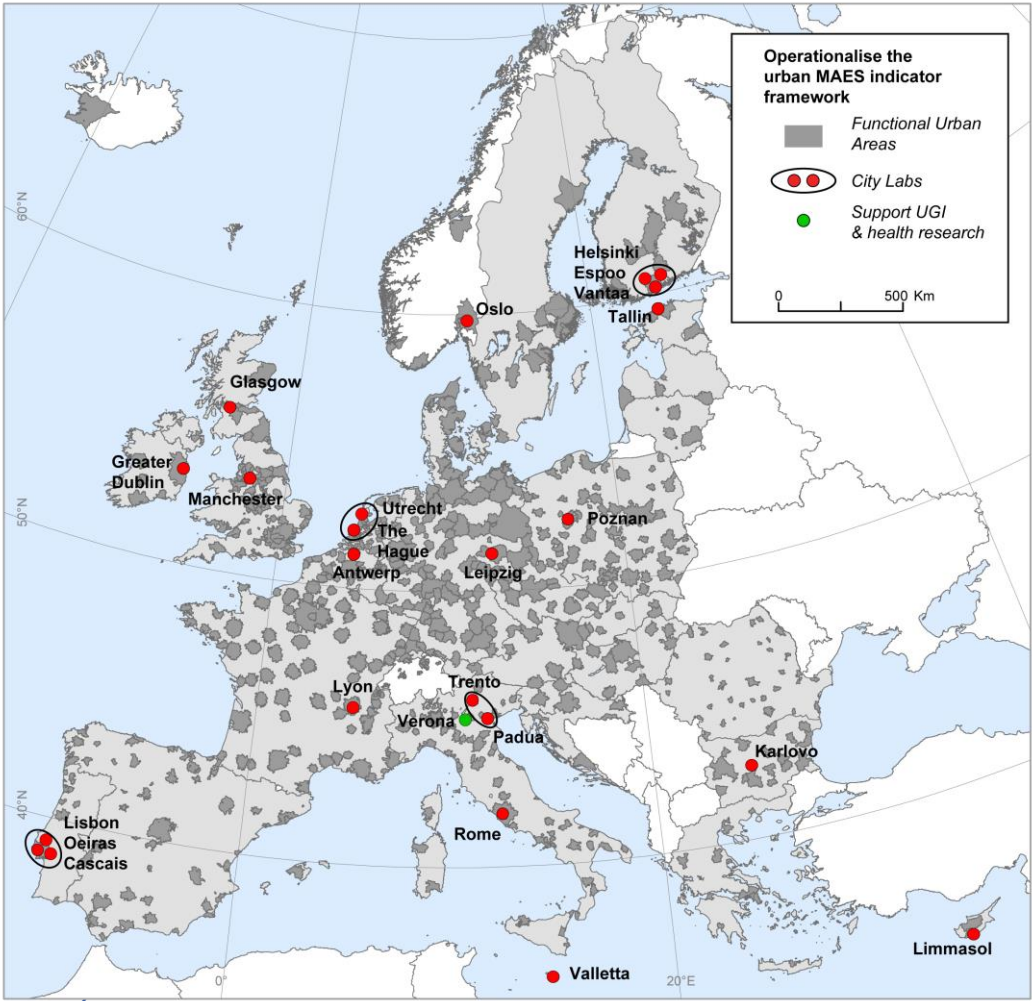 Operationalise the
urban MAES indicator
framework
Functional Urban
Areas
City Labs
Support UGI
& health research
0 500 Km
60°N
Helsinki
Espoo
Vantaa
Oslo
Tallin
Glasgow
Greater
Dublin
Manchester
50°N
Utrecht
The
Hague
Antwerp
Poznan
Leipzig
Lyon
Trento
Verona
Padua
Karlovo
40°N
Lisbon
Oeiras
Cascais
Rome
Limmasol
Valletta
0°
20°E